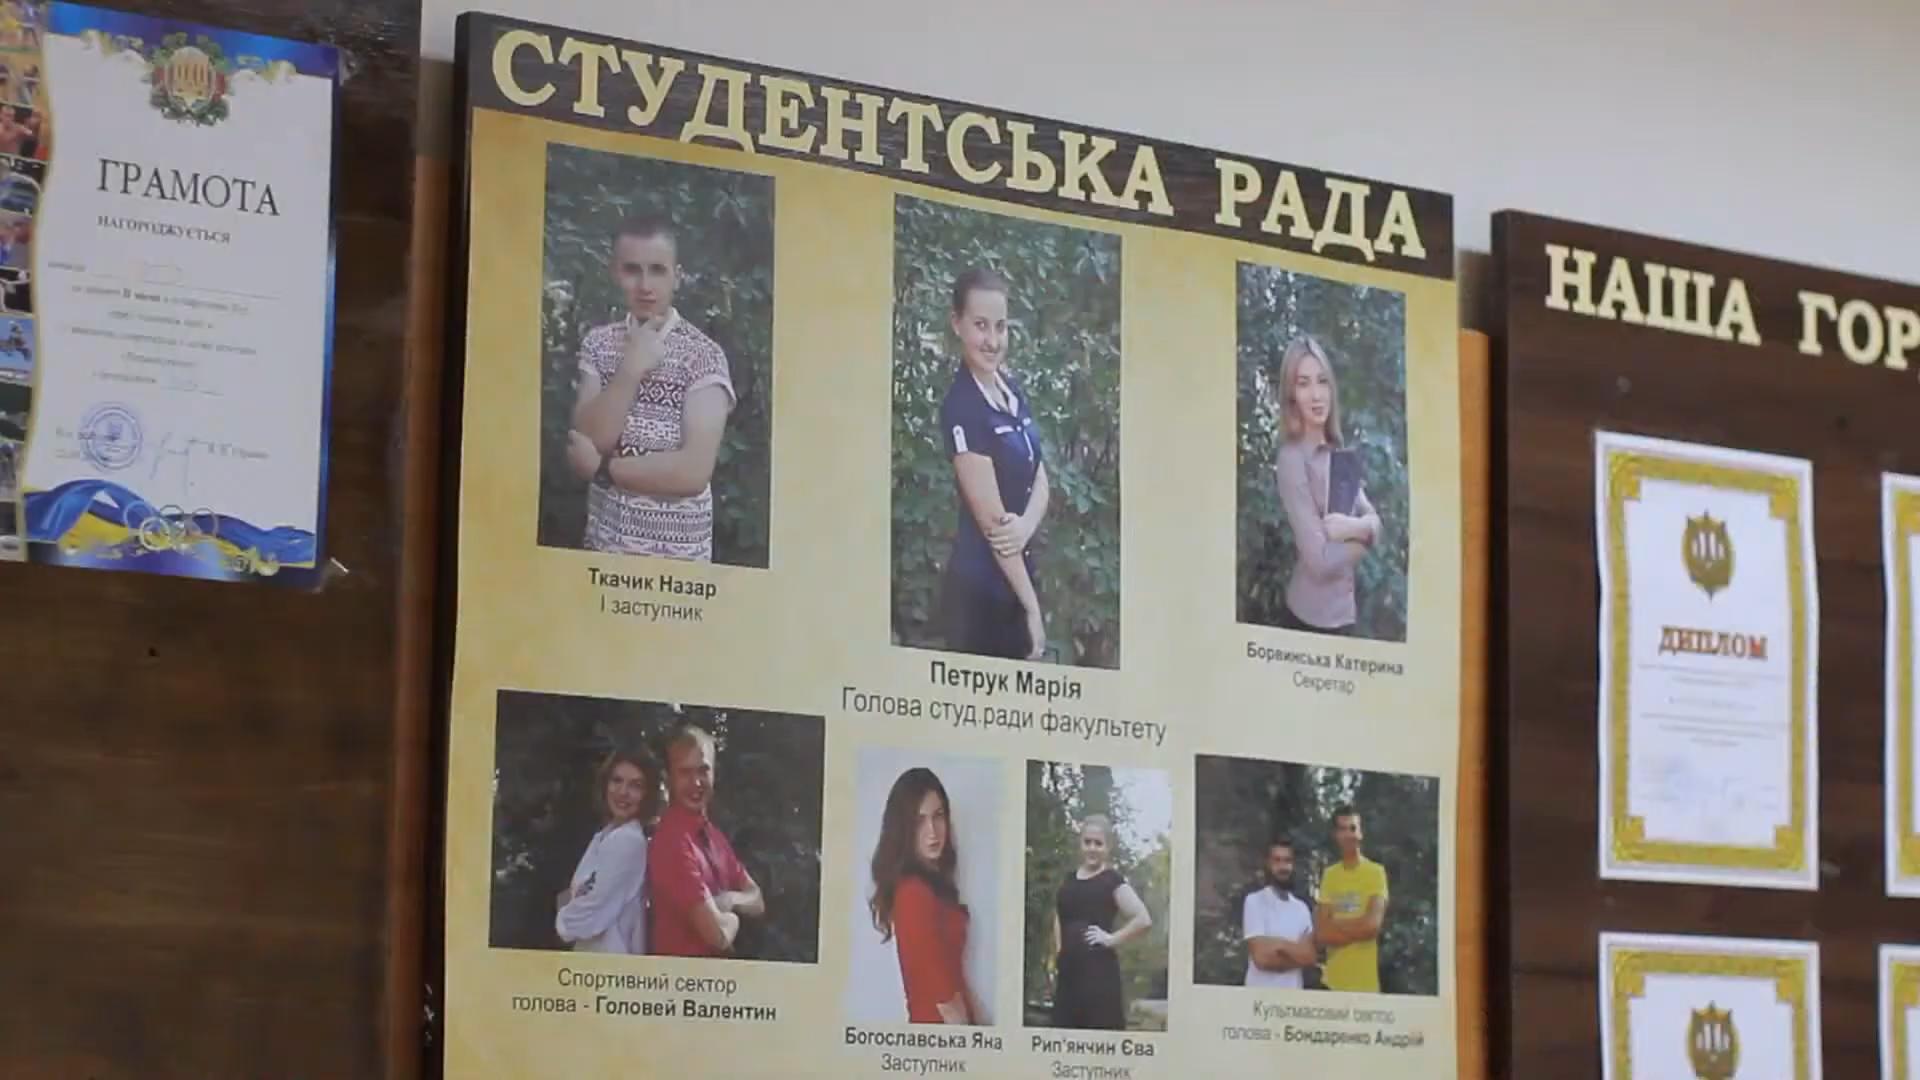 ГРАМОТА
НАГОРОДЖУЄТЬСЯ
СТУДЕНТСЬКА РАДА
Ткачик Назар
І заступник
Петрук Марія
Голова студ.ради факультету
Борвинська Катерина
Секретар
Спортивний сектор
голова - Головей Валентин
Богославська Яна
Заступник
Рип'янчин Єва
Заступник
Культмасовий сектор
голова - Бондаренко Андрій
НАША ГОР
ДИПЛОМ